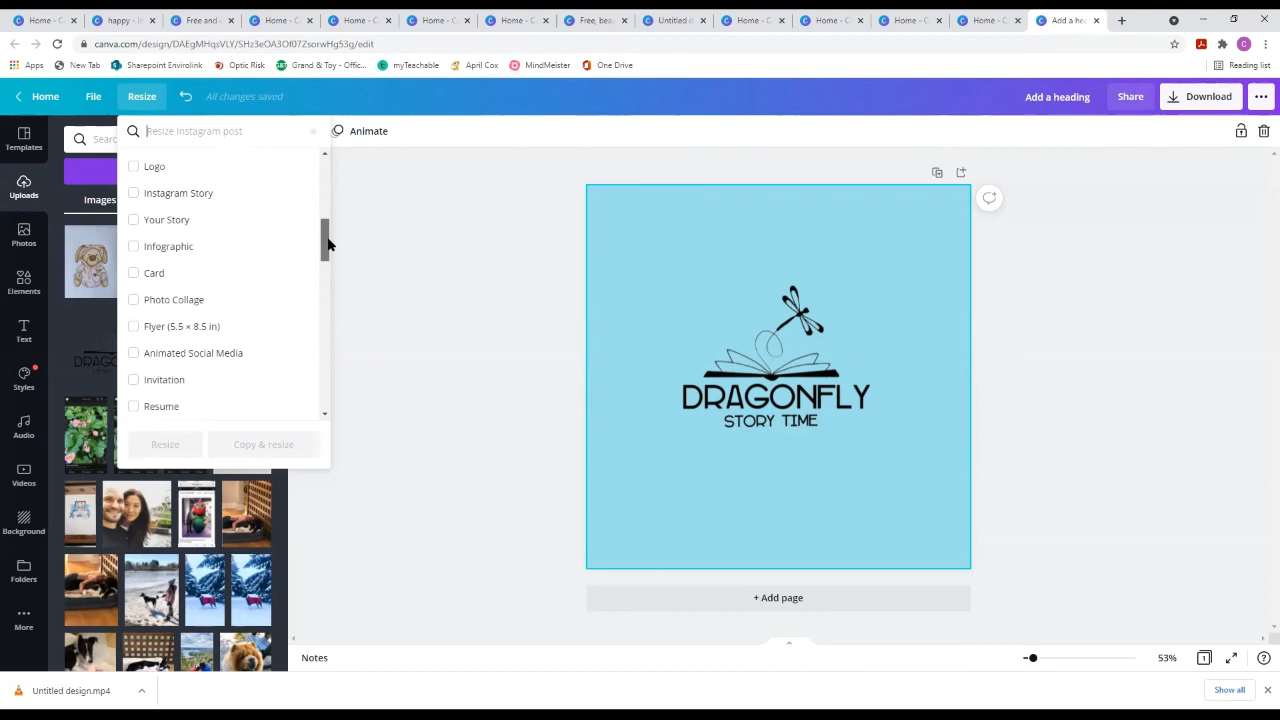 Home - C
happy - I
Free and
Home - C
Home - C
Home - C
Home - C
Free, bea
Untitled
Home - C
Home - C
Home - C
Home - C
Add a hea
canva.com/design/DAEgMHqsVLY/SHz3eOA3Of07ZsorwHg53g/edit
Apps
New Tab
Sharepoint Envirolink
Optic Risk
Grand & Toy - Offic...
myTeachable
April Cox
MindMeister
One Drive
Reading list
Home
File
Resize
All changes saved
Add a heading
Share
Download
Templates
Uploads
Photos
Elements
Text
Styles
Audio
Videos
Background
Folders
More
Searc
Images
Resize Instagram post
Logo
Instagram Story
Your Story
Infographic
Card
Photo Collage
Flyer (5.5 × 8.5 in)
Animated Social Media
Invitation
Resume
Resize
Copy & resize
Animate
DRAGONFLY
STORY TIME
+ Add page
Notes
53%
1
Untitled design.mp4
Show all